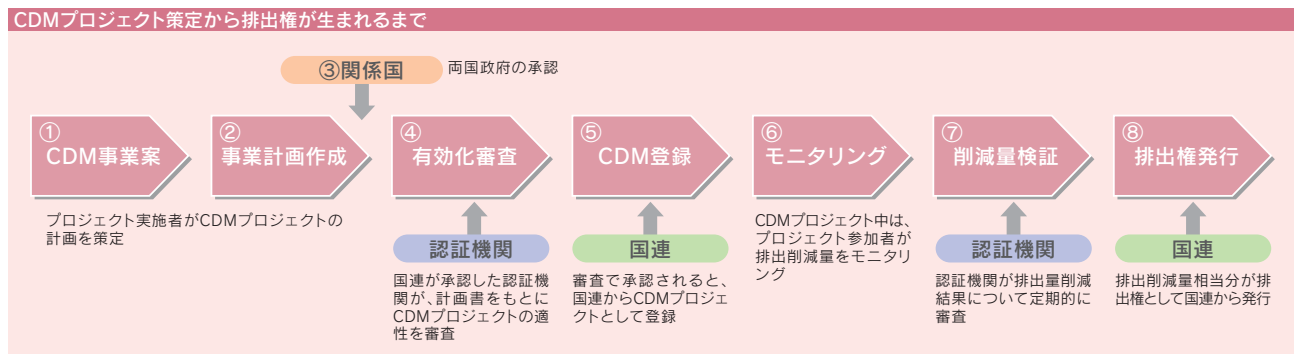 CDMプロジェクト策定から排出権が生まれるまで
③関係国
両国政府の承認
①
CDM事業案
②
事業計画作成
プロジェクト実施者がCDMプロジェクトの
計画を策定
④
有効化審査
認証機関
国連が承認した認証機
関が、計画書をもとに
CDMプロジェクトの適
性を審査
⑤
CDM登録
国連
審査で承認されると、
国連からCDMプロジェ
クトとして登録
⑥
モニタリング
CDMプロジェクト中は、
プロジェクト参加者が
排出削減量をモニタリ
ング
⑦
削減量検証
認証機関
認証機関が排出量削減
結果について定期的に
審査
⑧
排出権発行
国連
排出削減量相当分が排
出権として国連から発行